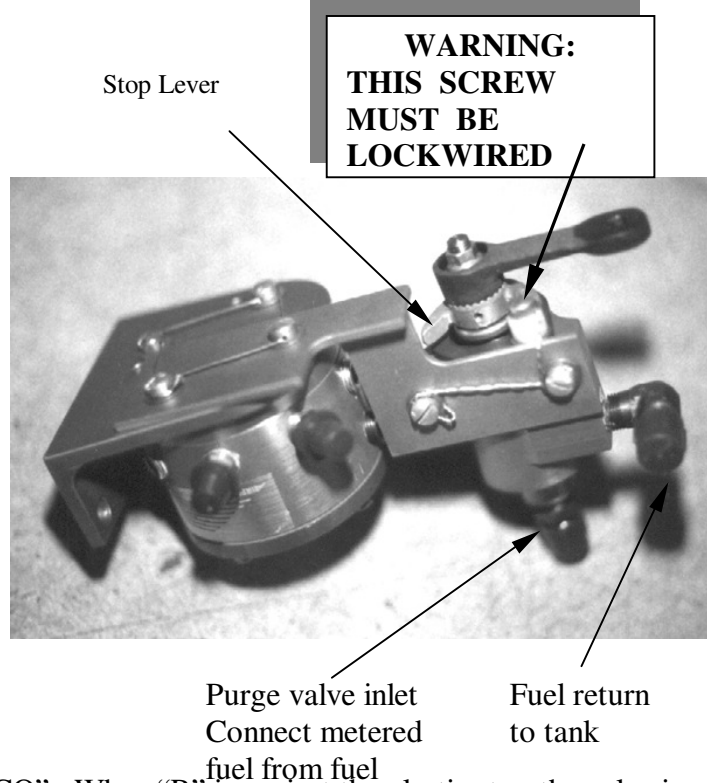 Stop Lever
WARNING:
THIS SCREW
MUST BE
LOCKWIRED
Purge valve inlet
Connect metered
fuel from fuel
Fuel return
to tank